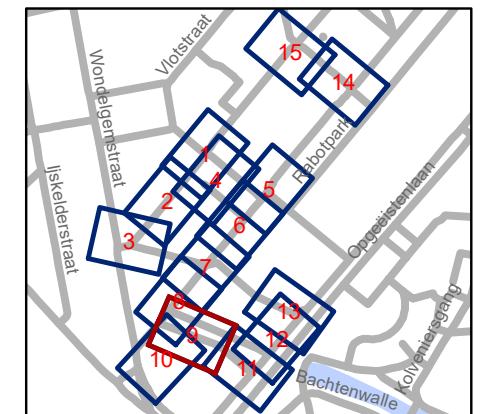 Vlotstraat
15
14
Wondelgemstraat
Rabotpark
1
4
5
2
Ijskelderstraat
6
3
Opgeëistenlaan
7
8
13
9
12
10
11
Kolveniersgang
Bachtenwalle